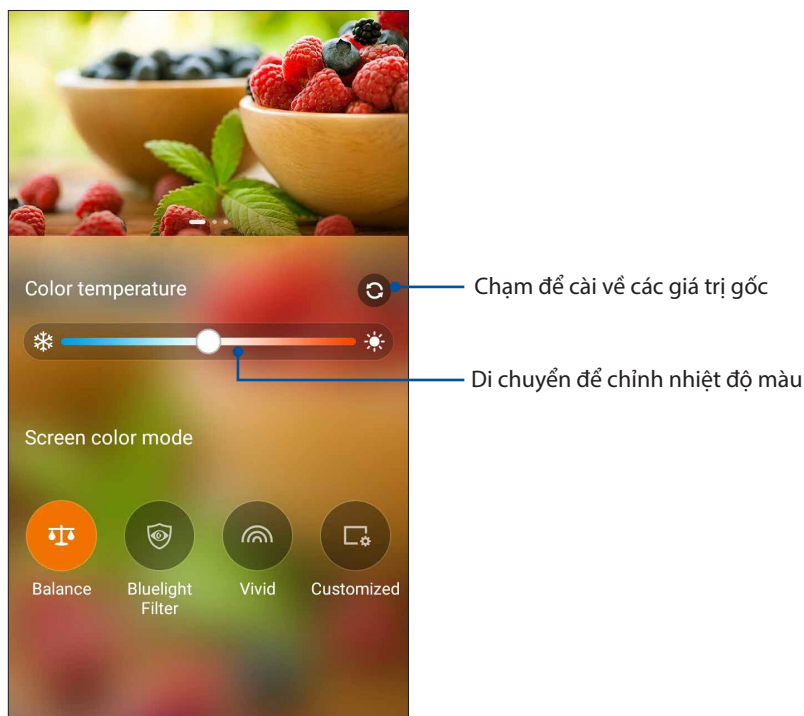 Color temperature
Chạm để cài về các giá trị gốc
Di chuyển để chỉnh nhiệt độ màu
Screen color mode
Balance
Bluelight
Filter
Vivid
Customized